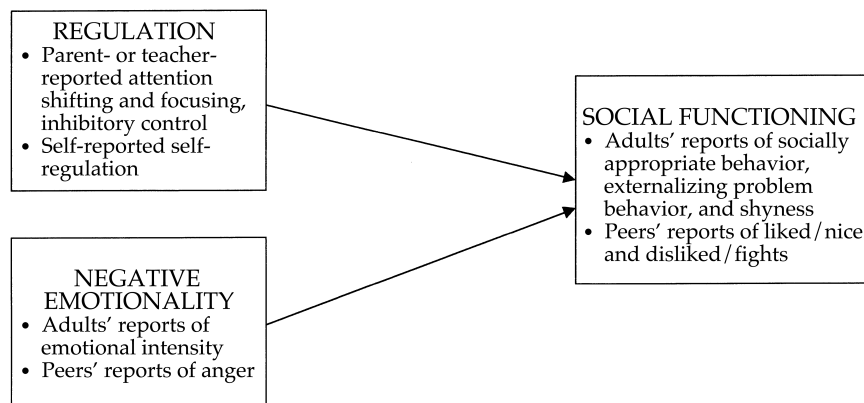 REGULATION
• Parent- or teacher-
reported attention
shifting and focusing,
inhibitory control
• Self-reported self-
regulation
NEGATIVE
EMOTIONALITY
• Adults' reports of
emotional intensity
• Peers' reports of anger
SOCIAL FUNCTIONING
• Adults' reports of socially
appropriate behavior,
externalizing problem
behavior, and shyness
• Peers' reports of liked/nice
and disliked/fights